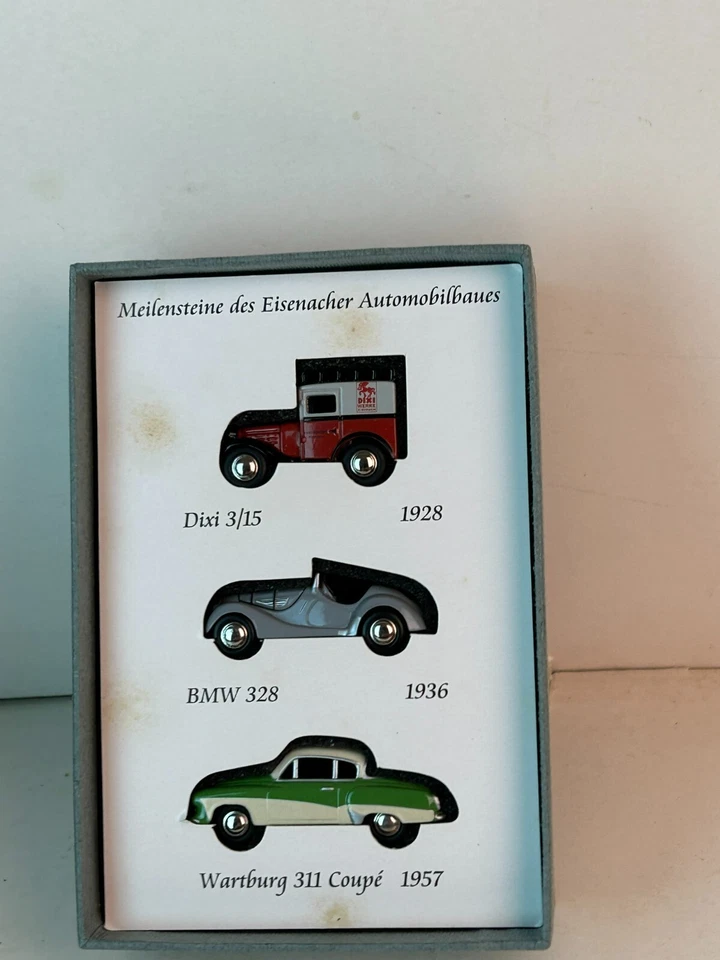 Meilensteine des Eisenacher Automobilbaues
DIXI
WERKE
Dixi 3/15 1928
BMW 328 1936
Wartburg 311 Coupé 1957